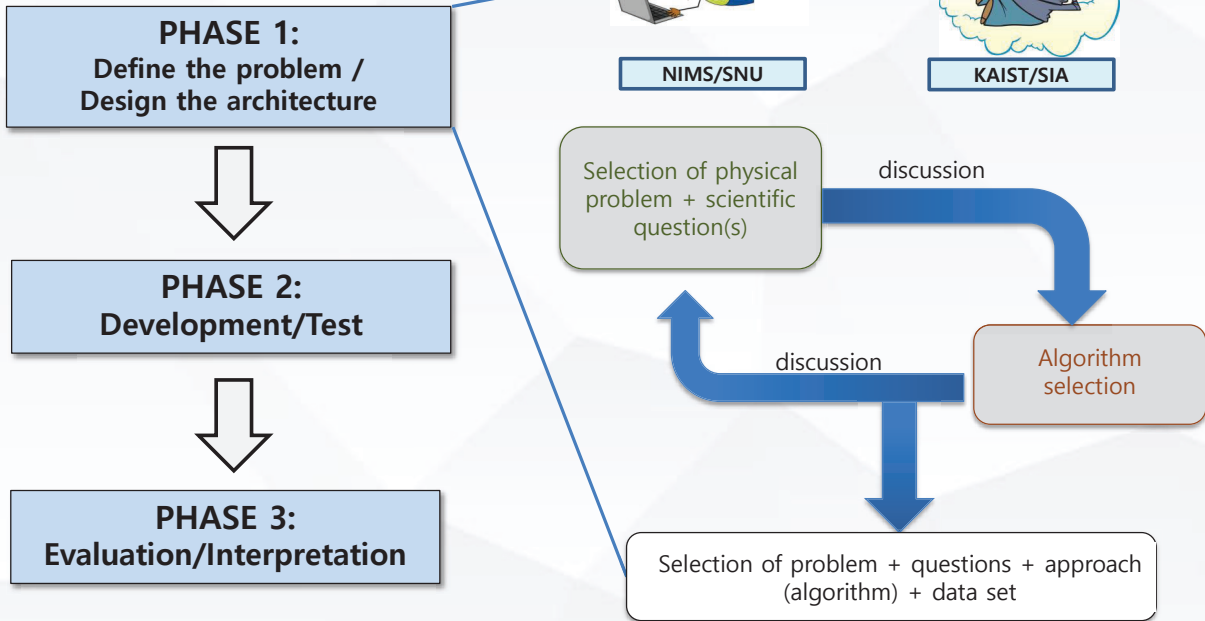 PHASE 1:
Define the problem /
Design the architecture
PHASE 2:
Development/Test
PHASE 3:
Evaluation/Interpretation
NIMS/SNU
KAIST/SIA
Selection of physical
problem + scientific
question(s)
discussion
Algorithm
selection
discussion
Selection of problem + questions + approach
(algorithm) + data set